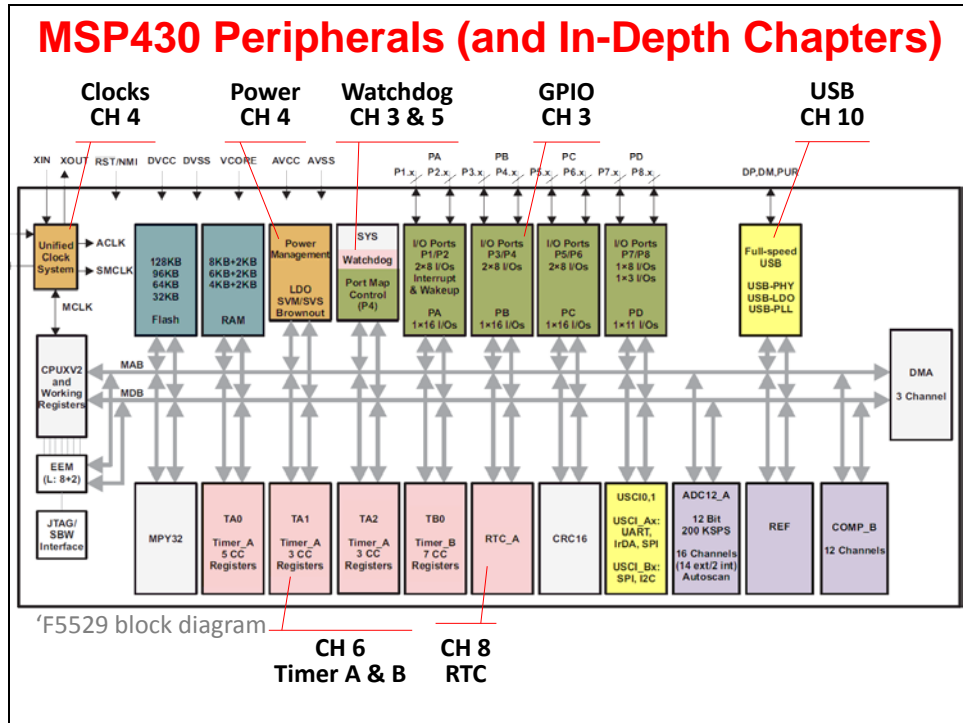 MSP430 Peripherals (and In-Depth Chapters)
Clocks
CH 4
Power
CH 4
Watchdog
CH 3 & 5
GPIO
CH 3
USB
CH 10
XIN
XOUT
RST/NMI
DVCC
DVSS
VCORE
AVCC
AVSS
PA
P1.x
P2.x
PB
P3.x
P4.x
PC
P5.x
P6.x
PD
P7.x
P8.x
DP,DM,PUR
Unified
Clock
System
ACLK
SMCLK
MCLK
128KB
96KB
64KB
32KB
Flash
8KB+2KB
6KB+2KB
4KB+2KB
RAM
Power
Management
LDO
SVM/SVS
Brownout
SYS
Watchdog
Port Map
Control
(P4)
I/O Ports
P1/P2
2×8 I/Os
Interrupt
& Wakeup
PA
1×16 I/Os
I/O Ports
P3/P4
2×8 I/Os
PB
1×16 I/Os
I/O Ports
P5/P6
2×8 I/Os
PC
1×16 I/Os
I/O Ports
P7/P8
1×8 I/Os
1×3 I/Os
PD
1×11 I/Os
Full-speed
USB
USB-PHY
USB-LDO
USB-PLL
CPUXV2
and
Working
Registers
MAB
MDB
DMA
3 Channel
EEM
(L: 8+2)
JTAG/
SBW
Interface
MPY32
TA0
Timer_A
5 CC
Registers
TA1
Timer_A
3 CC
Registers
TA2
Timer_A
3 CC
Registers
TB0
Timer_B
7 CC
Registers
RTC_A
CRC16
USCI0,1
USCI_Ax:
UART,
IrDA, SPI
USCI_Bx:
SPI, I2C
ADC12_A
12 Bit
200 KSPS
16 Channels
(14 ext/2 int)
Autoscan
REF
COMP_B
12 Channels
‘F5529 block diagram
CH 6
Timer A & B
CH 8
RTC